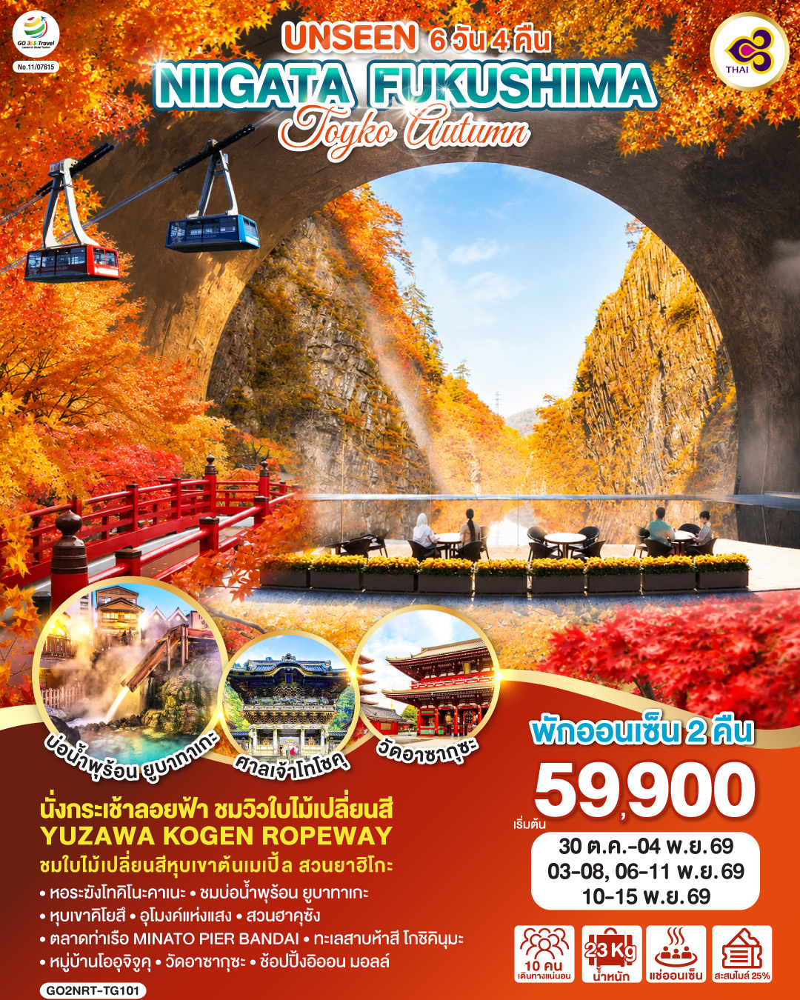 GO 365 Travel
Leaders in Global Tourism
No.11/07615
THAI
UNSEEN 6 วัน 4 คืน
NIIGATA FUKUSHIMA
Toyko Autumn
YUZAWA KOGEN
บ่อน้ำพุร้อน ยูบาทาเกะ
ศาลเจ้าโทโชคุ
วัดอาซากุซะ
พักออนเซ็น 2 คืน
เริ่มต้น 59,900
30 ต.ค.-04 พ.ย. 69
03-08, 06-11 พ.ย. 69
10-15 พ.ย. 69
นั่งกระเช้าลอยฟ้า ชมวิวใบไม้เปลี่ยนสี
YUZAWA KOGEN ROPEWAY
ชมใบไม้เปลี่ยนสีหุบเขาต้นเมเปิ้ล สวนยาฮิโกะ
• หอระฆังโทคิโนะคาเนะ • ชมบ่อน้ำพุร้อน ยูบาทาเกะ
• หุบเขาคิโยสึ • อุโมงค์แห่งแสง • สวนฮาคุซัง
• ตลาดท่าเรือ MINATO PIER BANDAI • ทะเลสาบห้าสี โกชิคินุมะ
• หมู่บ้านโออุจิจูคุ • วัดอาซากุซะ • ช้อปปิ้งอิออน มอลล์
GO2NRT-TG101
10 คน
เดินทางแน่นอน
23 Kg
น้ำหนัก
แช่ออนเซ็น
สะสมไมล์ 25%